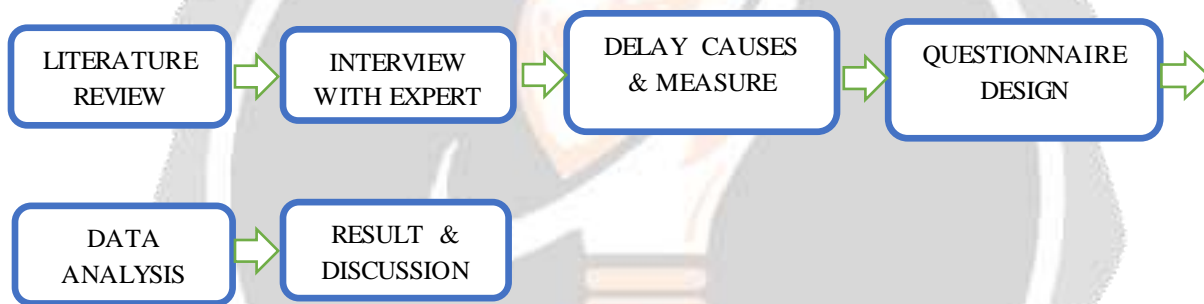 LITERATURE
REVIEW
INTERVIEW
WITH EXPERT
DELAY CAUSES
& MEASURE
QUESTIONNAIRE
DESIGN
DATA
ANALYSIS
RESULT &
DISCUSSION